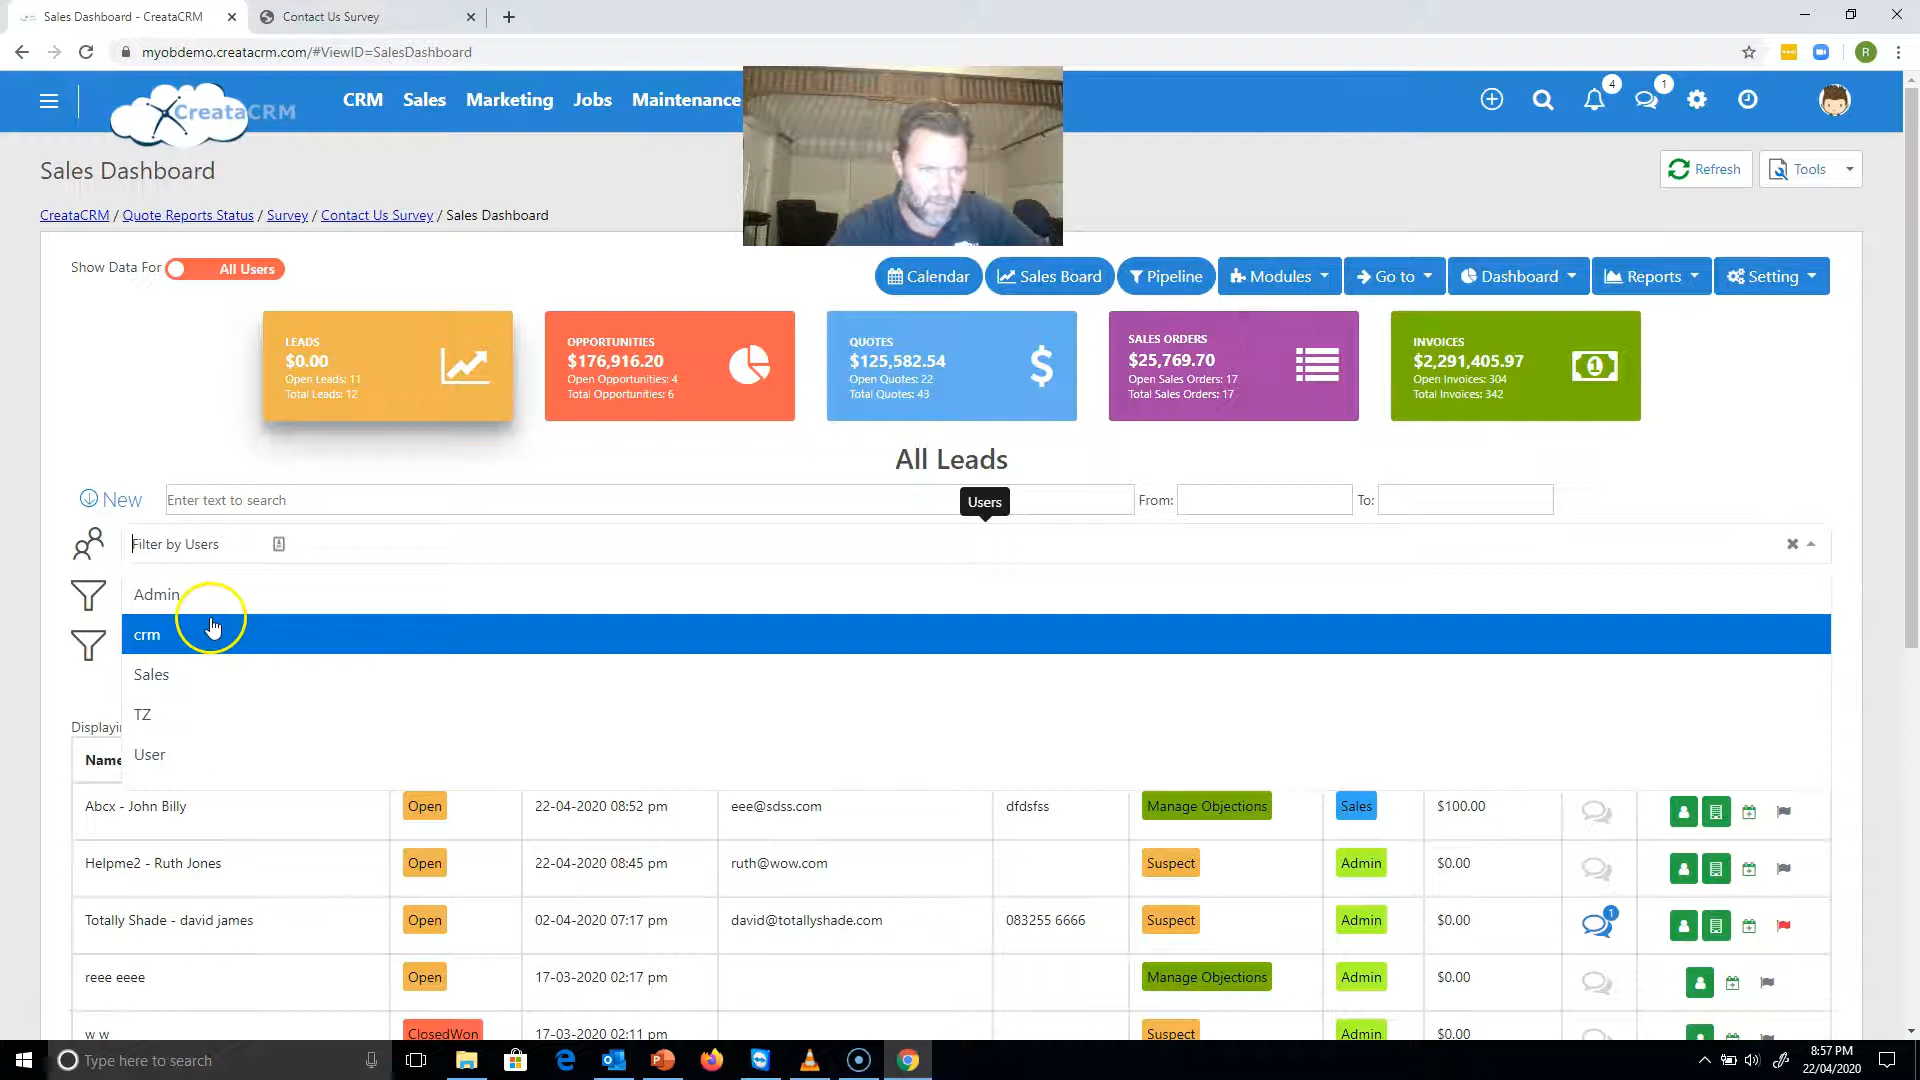 Sales Dashboard - CreataCRM
Contact Us Survey
myobdemo.creatacrm.com/#ViewID=SalesDashboard
R
CreataCRM
CRM Sales Marketing Jobs Maintenance
4
1
Sales Dashboard
Refresh
Tools
CreataCRM / Quote Reports Status / Survey / Contact Us Survey / Sales Dashboard
Show Data For All Users
Calendar Sales Board Pipeline Modules Go to Dashboard Reports Setting
LEADS
$0.00
Open Leads: 11
Total Leads: 12
OPPORTUNITIES
$176,916.20
Open Opportunities: 4
Total Opportunities: 6
QUOTES
$125,582.54
Open Quotes: 22
Total Quotes: 43
SALES ORDERS
$25,769.70
Open Sales Orders: 17
Total Sales Orders: 17
INVOICES
$2,291,405.97
Open Invoices: 304
Total Invoices: 342
All Leads
New Enter text to search From: To:
Users
Filter by Users
Admin
crm
Sales
TZ
User
Name
Abcx - John Billy Open 22-04-2020 08:52 pm eee@sdss.com dfdsfss Manage Objections Sales $100.00
Helpme2 - Ruth Jones Open 22-04-2020 08:45 pm ruth@wow.com Suspect Admin $0.00
Totally Shade - david james Open 02-04-2020 07:17 pm david@totallyshade.com 083255 6666 Suspect Admin $0.00 1
reee eeee Open 17-03-2020 02:17 pm Manage Objections Admin $0.00
w w ClosedWon 17-03-2020 02:11 pm Suspect Admin $0.00
Type here to search
8:57 PM
22/04/2020